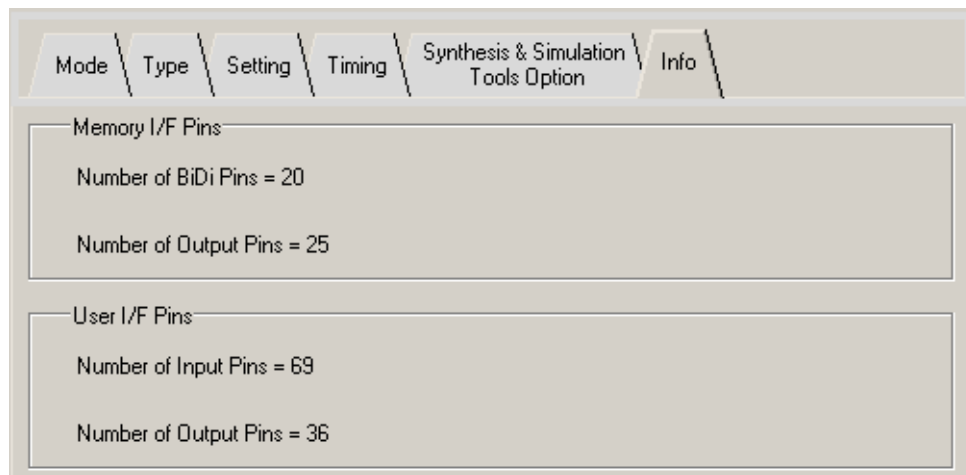 Mode
Type
Setting
Timing
Synthesis & Simulation
Tools Option
Info
Memory I/F Pins
Number of BiDi Pins = 20
Number of Output Pins = 25
User I/F Pins
Number of Input Pins = 69
Number of Output Pins = 36